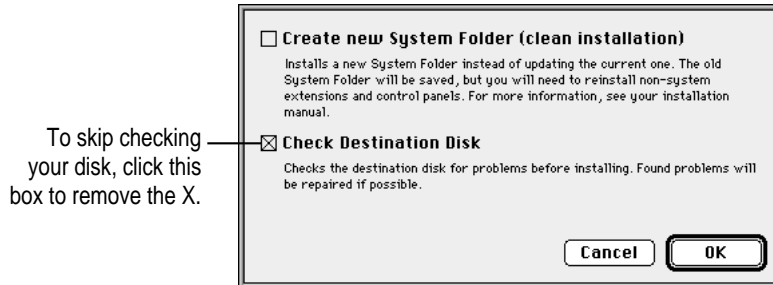 Create new System Folder (clean installation)
Installs a new System Folder instead of updating the current one. The old
System Folder will be saved, but you will need to reinstall non-system
extensions and control panels. For more information, see your installation
manual.
To skip checking
your disk, click this
box to remove the X.
Check Destination Disk
Checks the destination disk for problems before installing. Found problems will
be repaired if possible.
Cancel
OK